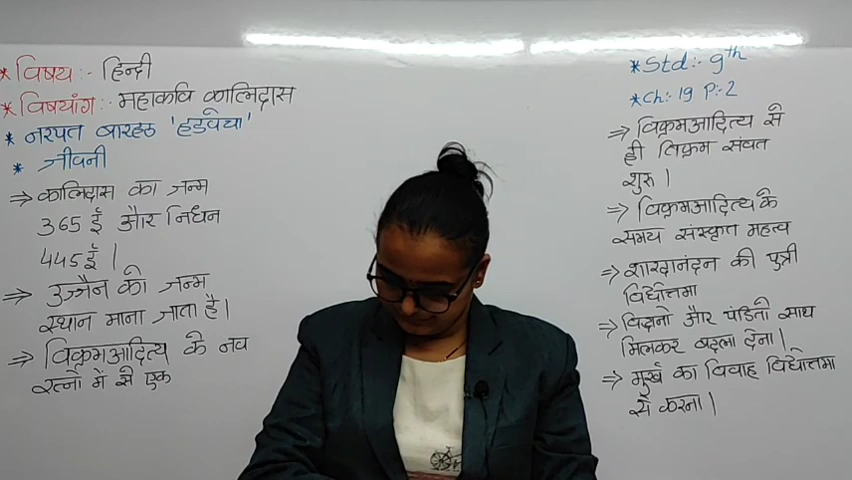 * विषय :- हिन्दी
* विषयांग :- महाकवि कालिदास
* नरपत बारहठ 'हडवेचा'
* जीवनी
⇒ कालिदास का जन्म
365 ई और निधन
445 ई |
⇒ उज्जैन को जन्म
स्थान माना जाता है |
⇒ विक्रमआदित्य के नव
रत्नो में से एक
* Std :- 9th
* Ch :- 19 P :- 2
⇒ विक्रमआदित्य से
ही विक्रम संवत
शुरु |
⇒ विक्रमआदित्य के
समय संस्कृत महत्व
⇒ शारदानंदन की पुत्री
विद्योत्तमा
⇒ विद्वानो और पंडितो साथ
मिलकर बदला देना |
⇒ मुर्ख का विवाह विद्योत्तमा
से करना |